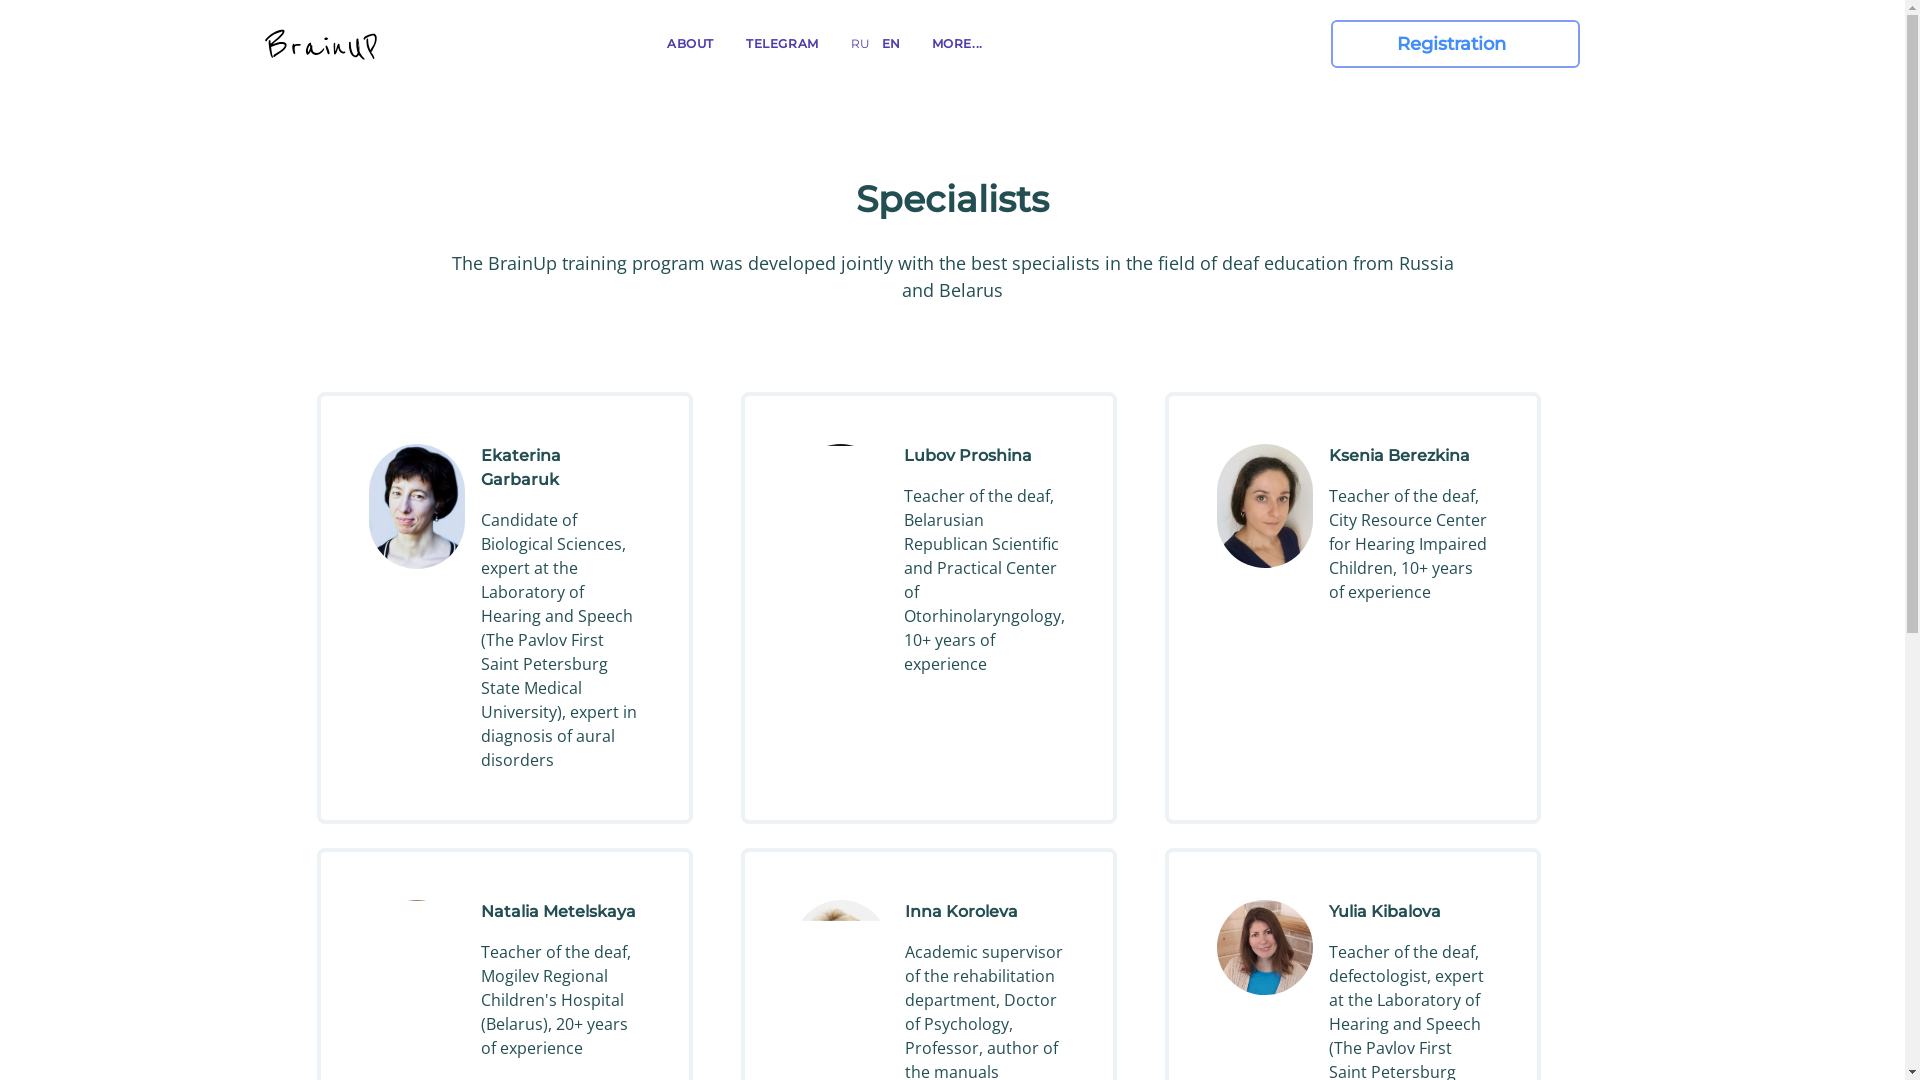 BrainUP
ABOUT
TELEGRAM
RU
EN
MORE...
Registration
Specialists
The BrainUp training program was developed jointly with the best specialists in the field of deaf education from Russia
and Belarus
Ekaterina
Garbaruk
Candidate of
Biological Sciences,
expert at the
Laboratory of
Hearing and Speech
(The Pavlov First
Saint Petersburg
State Medical
University), expert in
diagnosis of aural
disorders
Lubov Proshina
Teacher of the deaf,
Belarusian
Republican Scientific
and Practical Center
of
Otorhinolaryngology,
10+ years of
experience
Ksenia Berezkina
Teacher of the deaf,
City Resource Center
for Hearing Impaired
Children, 10+ years
of experience
Natalia Metelskaya
Teacher of the deaf,
Mogilev Regional
Children's Hospital
(Belarus), 20+ years
of experience
Inna Koroleva
Academic supervisor
of the rehabilitation
department, Doctor
of Psychology,
Professor, author of
the manuals
Yulia Kibalova
Teacher of the deaf,
defectologist, expert
at the Laboratory of
Hearing and Speech
(The Pavlov First
Saint Petersburg